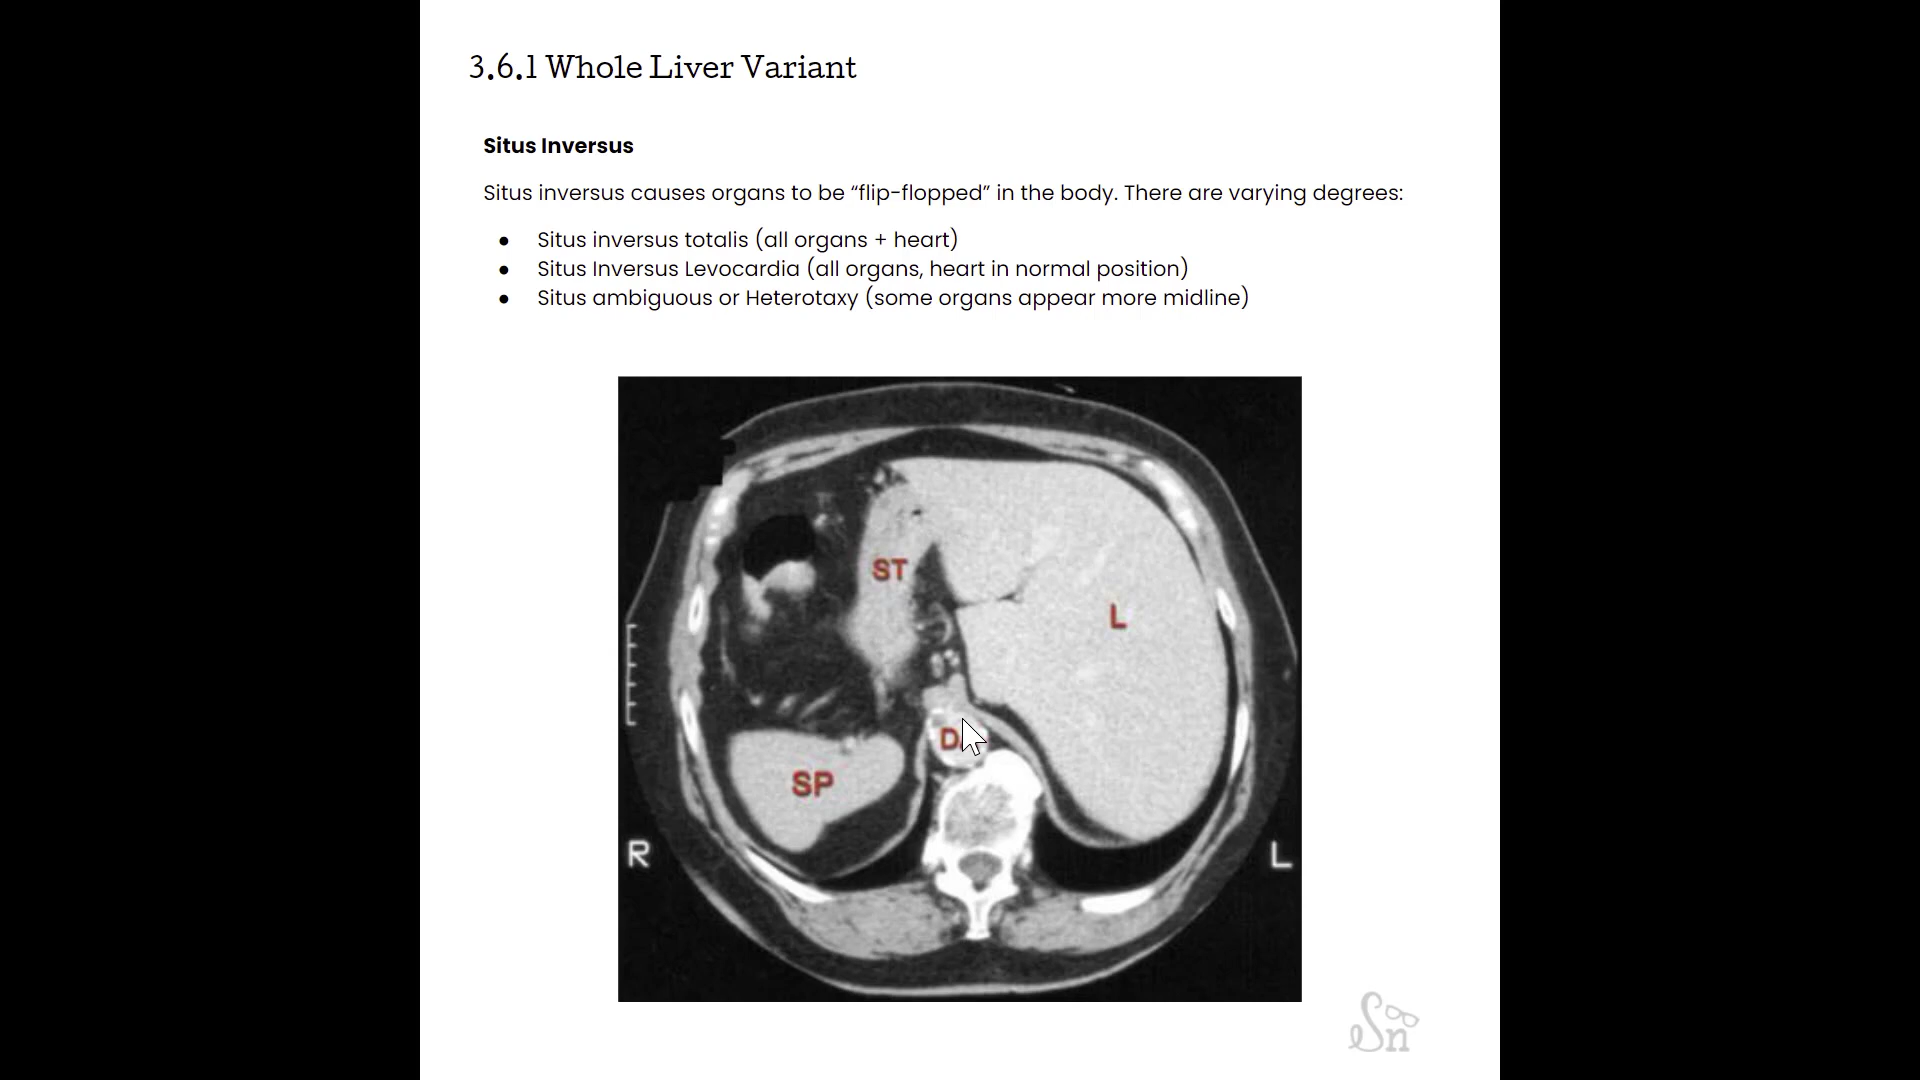 3.6.1 Whole Liver Variant
Situs Inversus
Situs inversus causes organs to be “flip-flopped” in the body. There are varying degrees:
● Situs inversus totalis (all organs + heart)
● Situs Inversus Levocardia (all organs, heart in normal position)
● Situs ambiguous or Heterotaxy (some organs appear more midline)
ST
L
SP
R
L
Sn